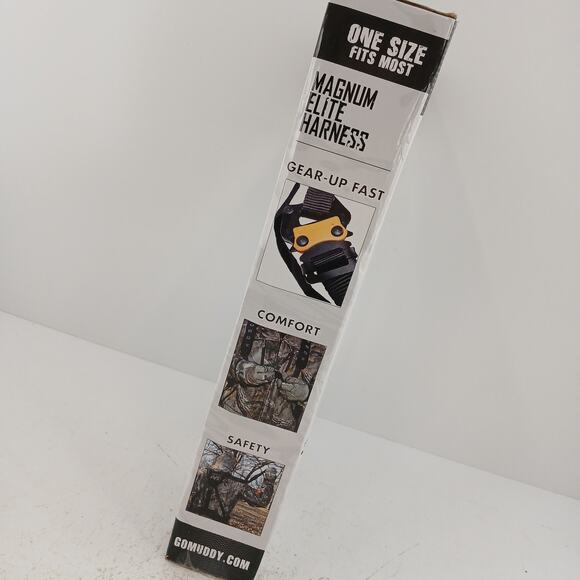 ONE SIZE
FITS MOST
MAGNUM
ELITE
HARNESS
GEAR-UP FAST
COMFORT
SAFETY
GOMUDDY.COM